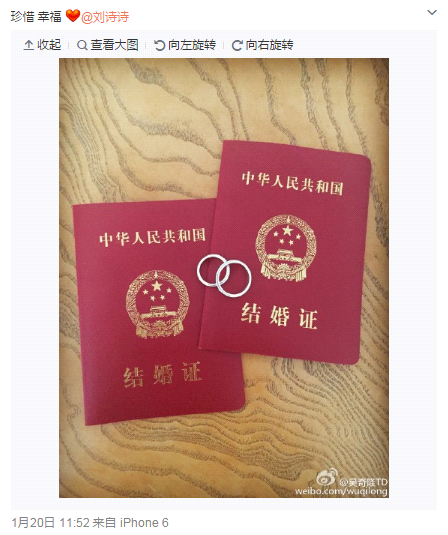 珍惜 幸福 ❤️@刘诗诗
收起 查看大图 向左旋转 向右旋转
中华人民共和国
结婚证
中华人民共和国
结婚证
@吴奇隆TD
weibo.com/wuqilong
1月20日 11:52 来自 iPhone 6